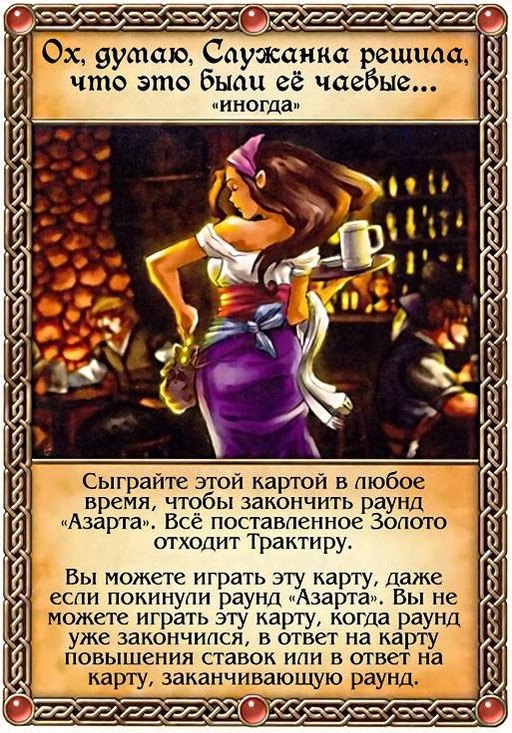 Ох, думаю, Служанка решила,
что это были её чаевые...
«иногда»
Сыграйте этой картой в любое
время, чтобы закончить раунд
«Азарта». Всё поставленное Золото
отходит Трактиру.
Вы можете играть эту карту, даже
если покинули раунд «Азарта». Вы не
можете играть эту карту, когда раунд
уже закончился, в ответ на карту
повышения ставок или в ответ на
карту, заканчивающую раунд.